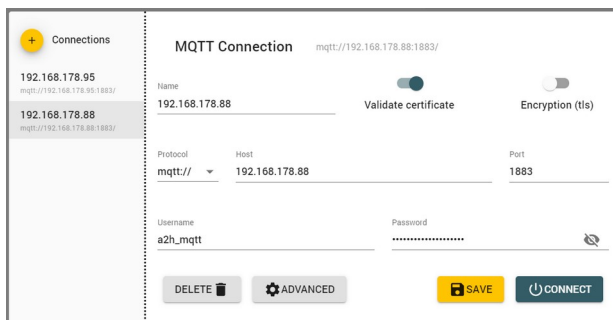 + Connections
192.168.178.95
mqtt://192.168.178.95:1883/
192.168.178.88
mqtt://192.168.178.88:1883/
MQTT Connection mqtt://192.168.178.88:1883/
Name
192.168.178.88
Validate certificate
Encryption (tls)
Protocol
mqtt://
Host
192.168.178.88
Port
1883
Username
a2h_mqtt
Password
••••••••••••••••••••
DELETE
ADVANCED
SAVE
CONNECT